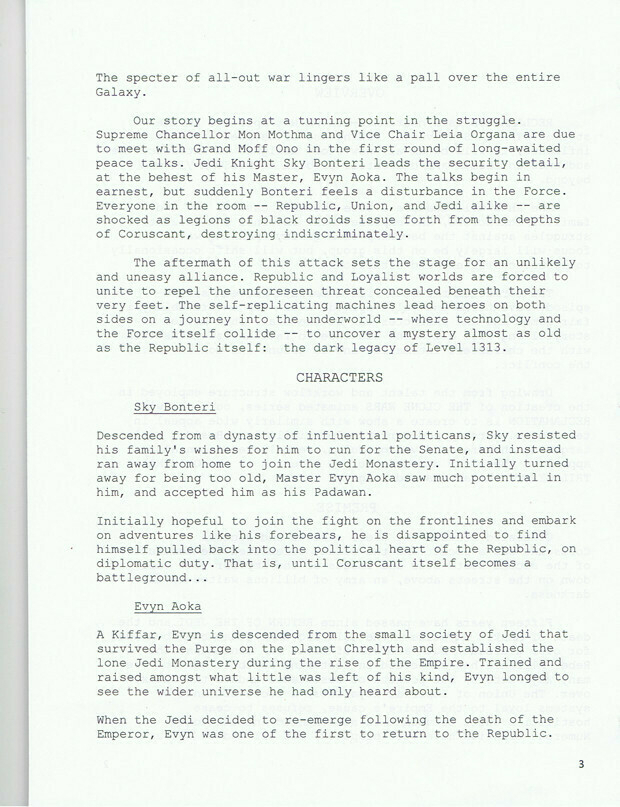 The specter of all-out war lingers like a pall over the entire
Galaxy.
Our story begins at a turning point in the struggle.
Supreme Chancellor Mon Mothma and Vice Chair Leia Organa are due
to meet with Grand Moff Ono in the first round of long-awaited
peace talks. Jedi Knight Sky Bonteri leads the security detail,
at the behest of his Master, Evyn Aoka. The talks begin in
earnest, but suddenly Bonteri feels a disturbance in the Force.
Everyone in the room -- Republic, Union, and Jedi alike -- are
shocked as legions of black droids issue forth from the depths
of Coruscant, destroying indiscriminately.
The aftermath of this attack sets the stage for an unlikely
and uneasy alliance. Republic and Loyalist worlds are forced to
unite to repel the unforeseen threat concealed beneath their
very feet. The self-replicating machines lead heroes on both
sides on a journey into the underworld -- where technology and
the Force itself collide -- to uncover a mystery almost as old
as the Republic itself:  the dark legacy of Level 1313.
CHARACTERS
Sky Bonteri
Descended from a dynasty of influential politicans, Sky resisted
his family's wishes for him to run for the Senate, and instead
ran away from home to join the Jedi Monastery. Initially turned
away for being too old, Master Evyn Aoka saw much potential in
him, and accepted him as his Padawan.
Initially hopeful to join the fight on the frontlines and embark
on adventures like his forebears, he is disappointed to find
himself pulled back into the political heart of the Republic, on
diplomatic duty. That is, until Coruscant itself becomes a
battleground...
Evyn Aoka
A Kiffar, Evyn is descended from the small society of Jedi that
survived the Purge on the planet Chrelyth and established the
lone Jedi Monastery during the rise of the Empire. Trained and
raised amongst what little was left of his kind, Evyn longed to
see the wider universe he had only heard about.
When the Jedi decided to re-emerge following the death of the
Emperor, Evyn was one of the first to return to the Republic.
3